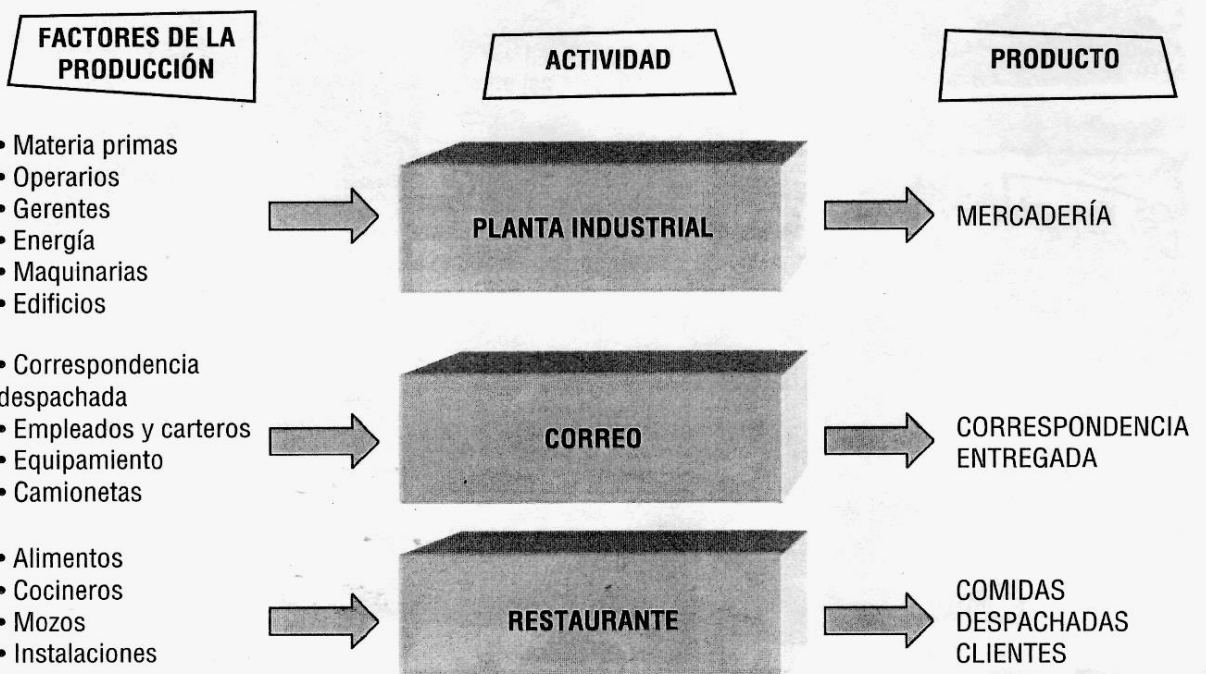 FACTORES DE LA
PRODUCCIÓN
ACTIVIDAD
PRODUCTO
• Materia primas
• Operarios
• Gerentes
• Energía
• Maquinarias
• Edificios
PLANTA INDUSTRIAL
MERCADERÍA
• Correspondencia
despachada
• Empleados y carteros
• Equipamiento
• Camionetas
CORREO
CORRESPONDENCIA
ENTREGADA
• Alimentos
• Cocineros
• Mozos
• Instalaciones
RESTAURANTE
COMIDAS
DESPACHADAS
CLIENTES